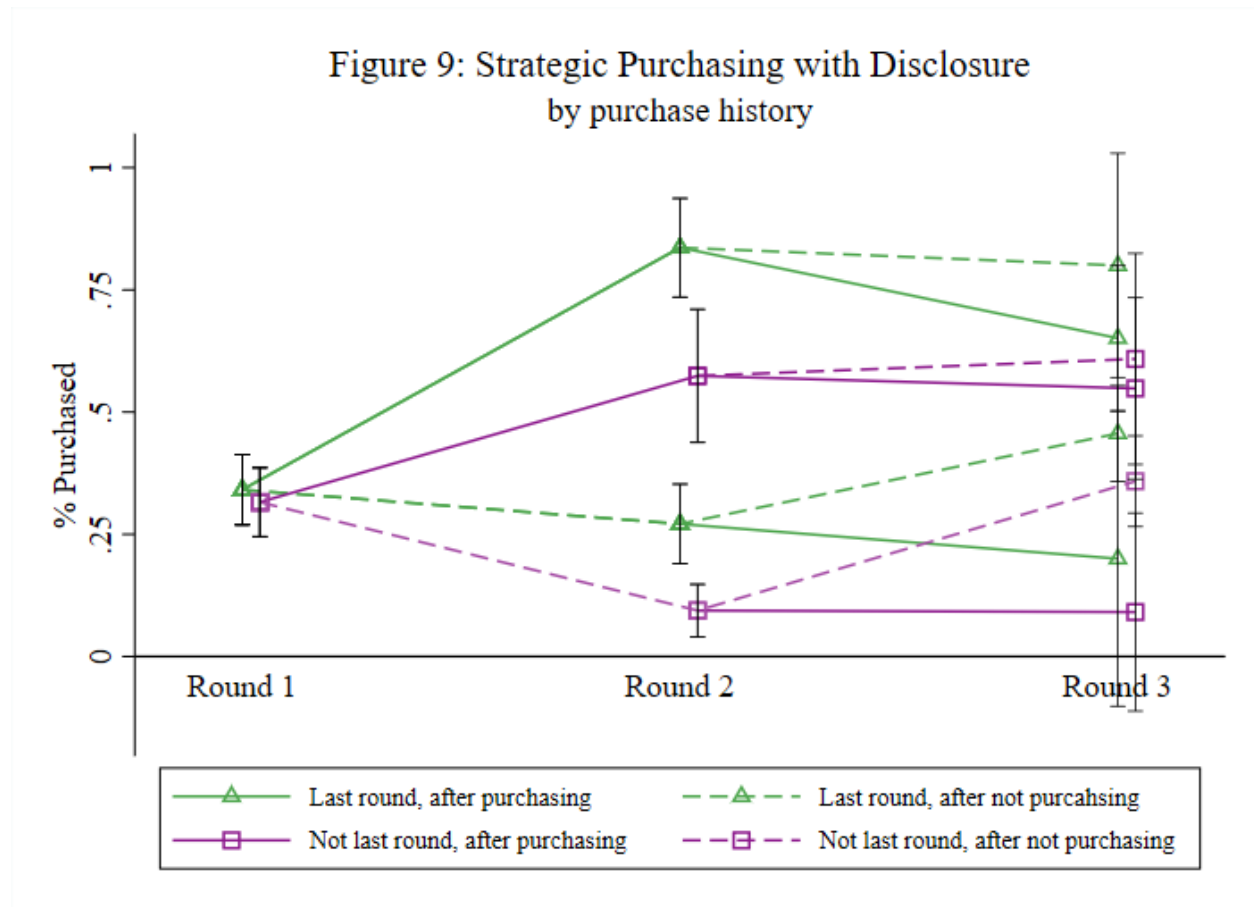 Figure 9: Strategic Purchasing with Disclosure
by purchase history
% Purchased
1
.75
.5
.25
0
Round 1 Round 2 Round 3
Last round, after purchasing Last round, after not purcahsing
Not last round, after purchasing Not last round, after not purchasing